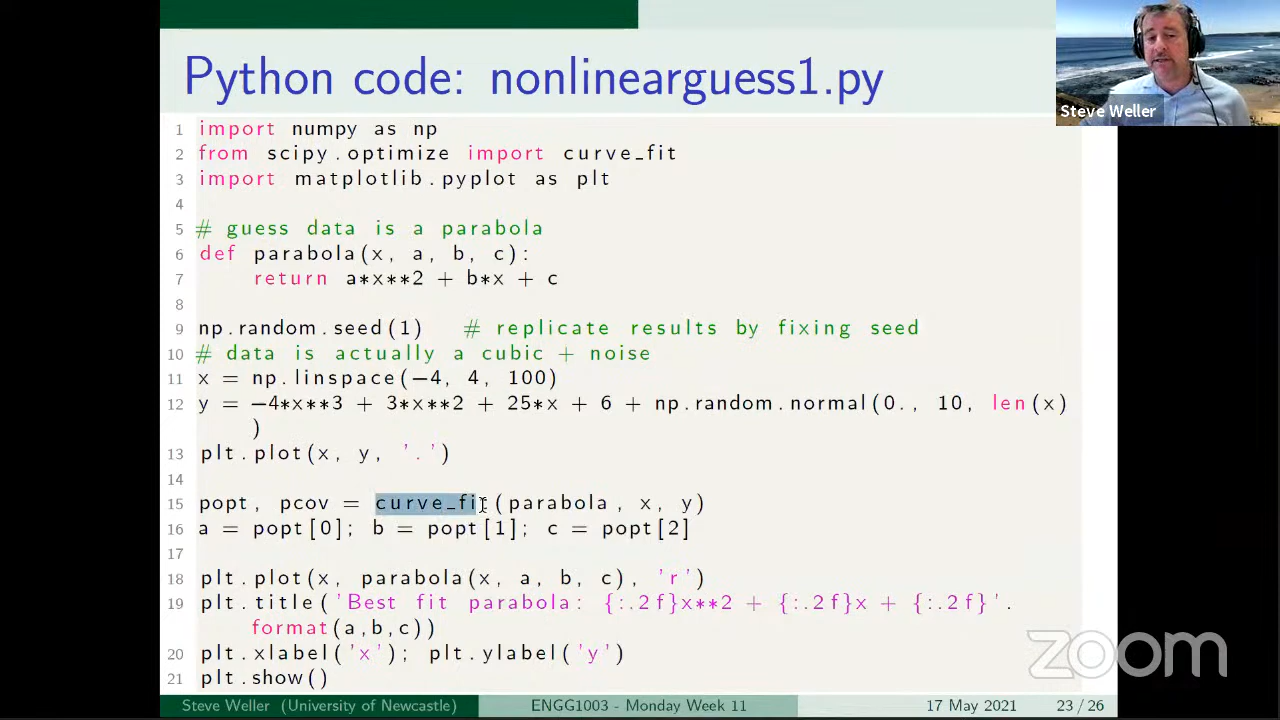 Python code: nonlinearguess1.py
Steve Weller
1 import numpy as np
2 from scipy.optimize import curve_fit
3 import matplotlib.pyplot as plt
4
5 # guess data is a parabola
6 def parabola(x, a, b, c):
7 return a*x**2 + b*x + c
8
9 np.random.seed(1) # replicate results by fixing seed
10 # data is actually a cubic + noise
11 x = np.linspace(−4, 4, 100)
12 y = −4*x**3 + 3*x**2 + 25*x + 6 + np.random.normal(0., 10, len(x)
)
13 plt.plot(x, y, '.')
14
15 popt, pcov = curve_fit(parabola, x, y)
16 a = popt[0]; b = popt[1]; c = popt[2]
17
18 plt.plot(x, parabola(x, a, b, c), 'r')
19 plt.title('Best fit parabola: {:.2f}x**2 + {:.2f}x + {:.2f}'.
format(a,b,c))
20 plt.xlabel('x'); plt.ylabel('y')
21 plt.show()
zoom
Steve Weller (University of Newcastle) ENGG1003 - Monday Week 11 17 May 2021 23 / 26